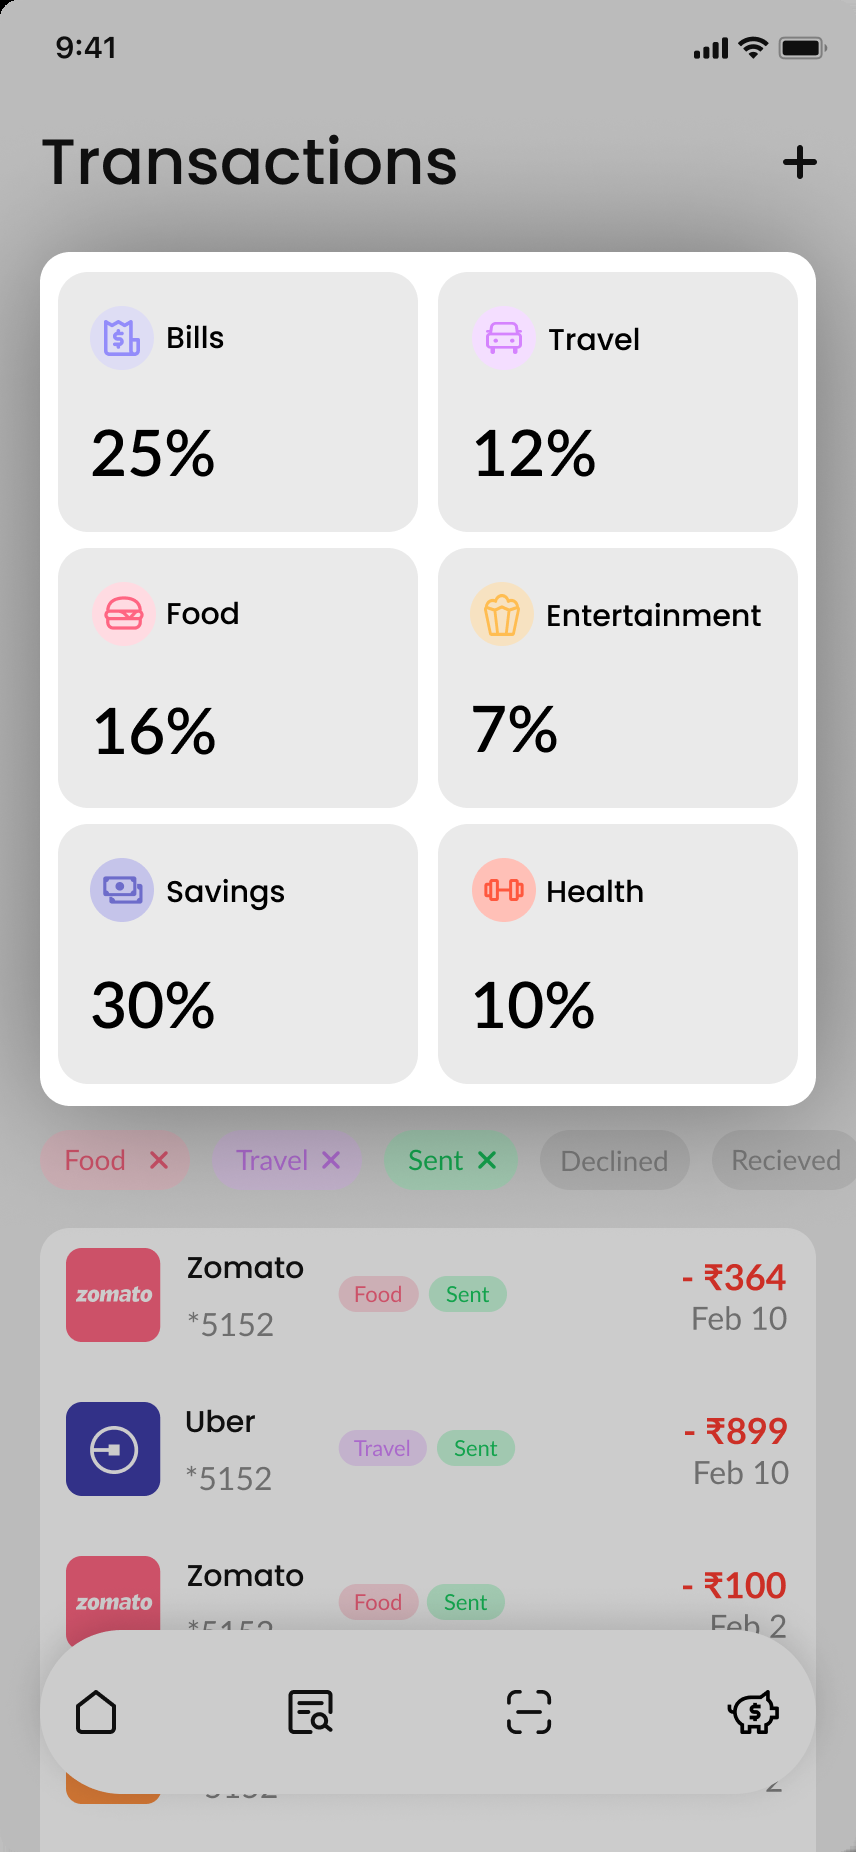 9:41
Transactions
Bills
Travel
25%
12%
Food
Entertainment
16%
7%
Savings
Health
30%
10%
Food Travel Sent Declined Recieved
zomato
Zomato
*5152
Food Sent
- ₹364
Feb 10
Uber
*5152
Travel Sent
- ₹899
Feb 10
zomato
Zomato
*5152
Food Sent
- ₹100
Feb 2